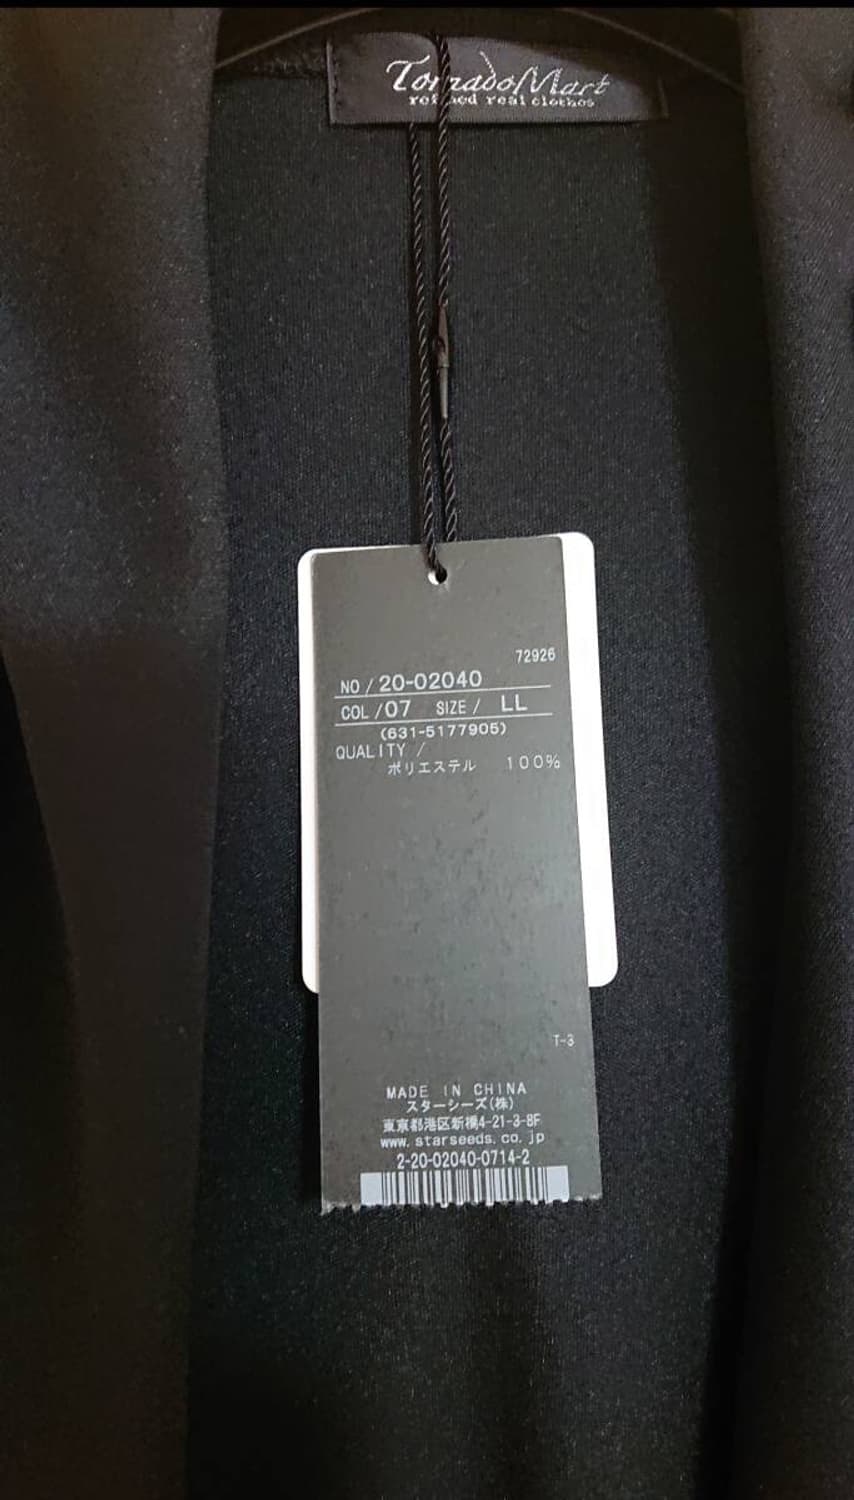 TornadoMart
refined real clothes
72926
NO / 20-02040
COL / 07 SIZE / LL
(631-5177905)
QUALITY /
ポリエステル 100%
T-3
MADE IN CHINA
スターシーズ(株)
東京都港区新橋4-21-3-8F
www.starseeds.co.jp
2-20-02040-0714-2